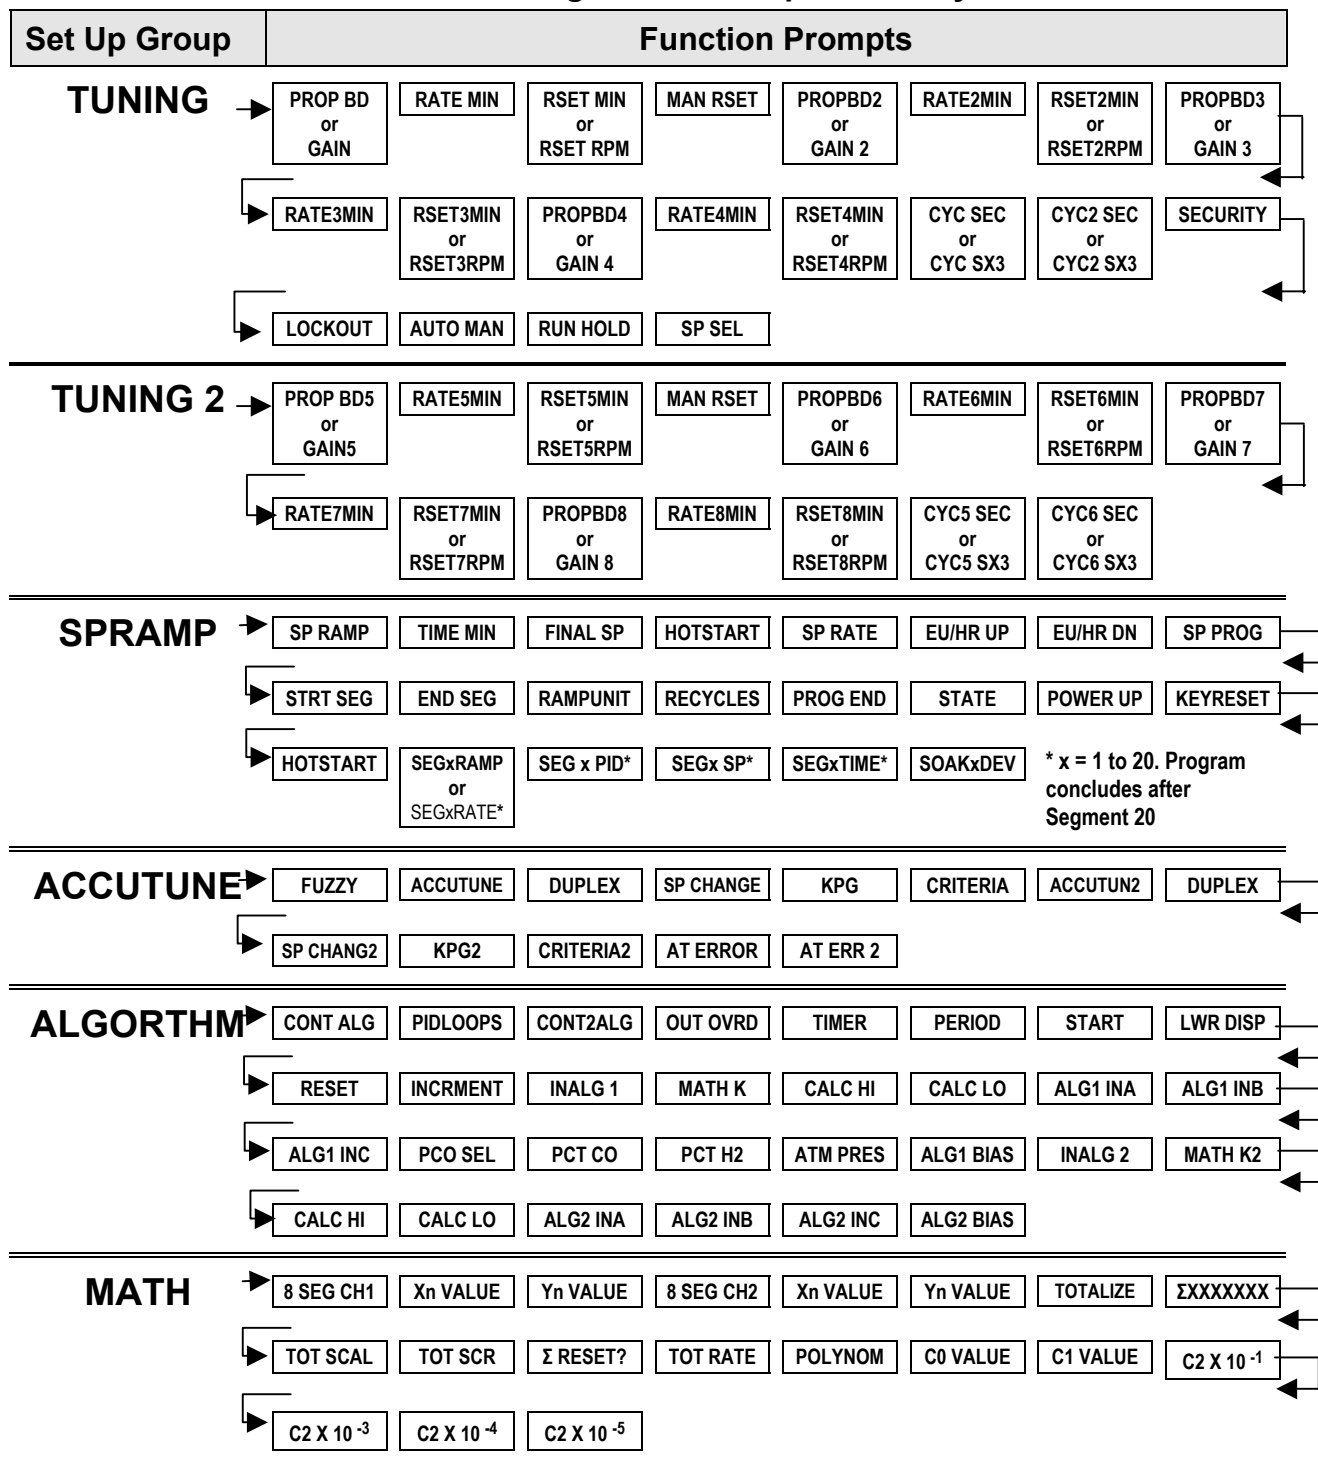 Set Up Group Function Prompts
TUNING
PROP BD or GAIN
RATE MIN
RSET MIN or RSET RPM
MAN RSET
PROPBD2 or GAIN 2
RATE2MIN
RSET2MIN or RSET2RPM
PROPBD3 or GAIN 3
RATE3MIN
RSET3MIN or RSET3RPM
PROPBD4 or GAIN 4
RATE4MIN
RSET4MIN or RSET4RPM
CYC SEC or CYC SX3
CYC2 SEC or CYC2 SX3
SECURITY
LOCKOUT
AUTO MAN
RUN HOLD
SP SEL
TUNING 2
PROP BD5 or GAIN5
RATE5MIN
RSET5MIN or RSET5RPM
MAN RSET
PROPBD6 or GAIN 6
RATE6MIN
RSET6MIN or RSET6RPM
PROPBD7 or GAIN 7
RATE7MIN
RSET7MIN or RSET7RPM
PROPBD8 or GAIN 8
RATE8MIN
RSET8MIN or RSET8RPM
CYC5 SEC or CYC5 SX3
CYC6 SEC or CYC6 SX3
SPRAMP
SP RAMP
TIME MIN
FINAL SP
HOTSTART
SP RATE
EU/HR UP
EU/HR DN
SP PROG
STRT SEG
END SEG
RAMPUNIT
RECYCLES
PROG END
STATE
POWER UP
KEYRESET
HOTSTART
SEGxRAMP or SEGxRATE*
SEG x PID*
SEGx SP*
SEGxTIME*
SOAKxDEV
* x = 1 to 20. Program
concludes after
Segment 20
ACCUTUNE
FUZZY
ACCUTUNE
DUPLEX
SP CHANGE
KPG
CRITERIA
ACCUTUN2
DUPLEX
SP CHANG2
KPG2
CRITERIA2
AT ERROR
AT ERR 2
ALGORTHM
CONT ALG
PIDLOOPS
CONT2ALG
OUT OVRD
TIMER
PERIOD
START
LWR DISP
RESET
INCRMENT
INALG 1
MATH K
CALC HI
CALC LO
ALG1 INA
ALG1 INB
ALG1 INC
PCO SEL
PCT CO
PCT H2
ATM PRES
ALG1 BIAS
INALG 2
MATH K2
CALC HI
CALC LO
ALG2 INA
ALG2 INB
ALG2 INC
ALG2 BIAS
MATH
8 SEG CH1
Xn VALUE
Yn VALUE
8 SEG CH2
Xn VALUE
Yn VALUE
TOTALIZE
ΣXXXXXXX
TOT SCAL
TOT SCR
Σ RESET?
TOT RATE
POLYNOM
C0 VALUE
C1 VALUE
C2 X 10 -1
C2 X 10 -3
C2 X 10 -4
C2 X 10 -5